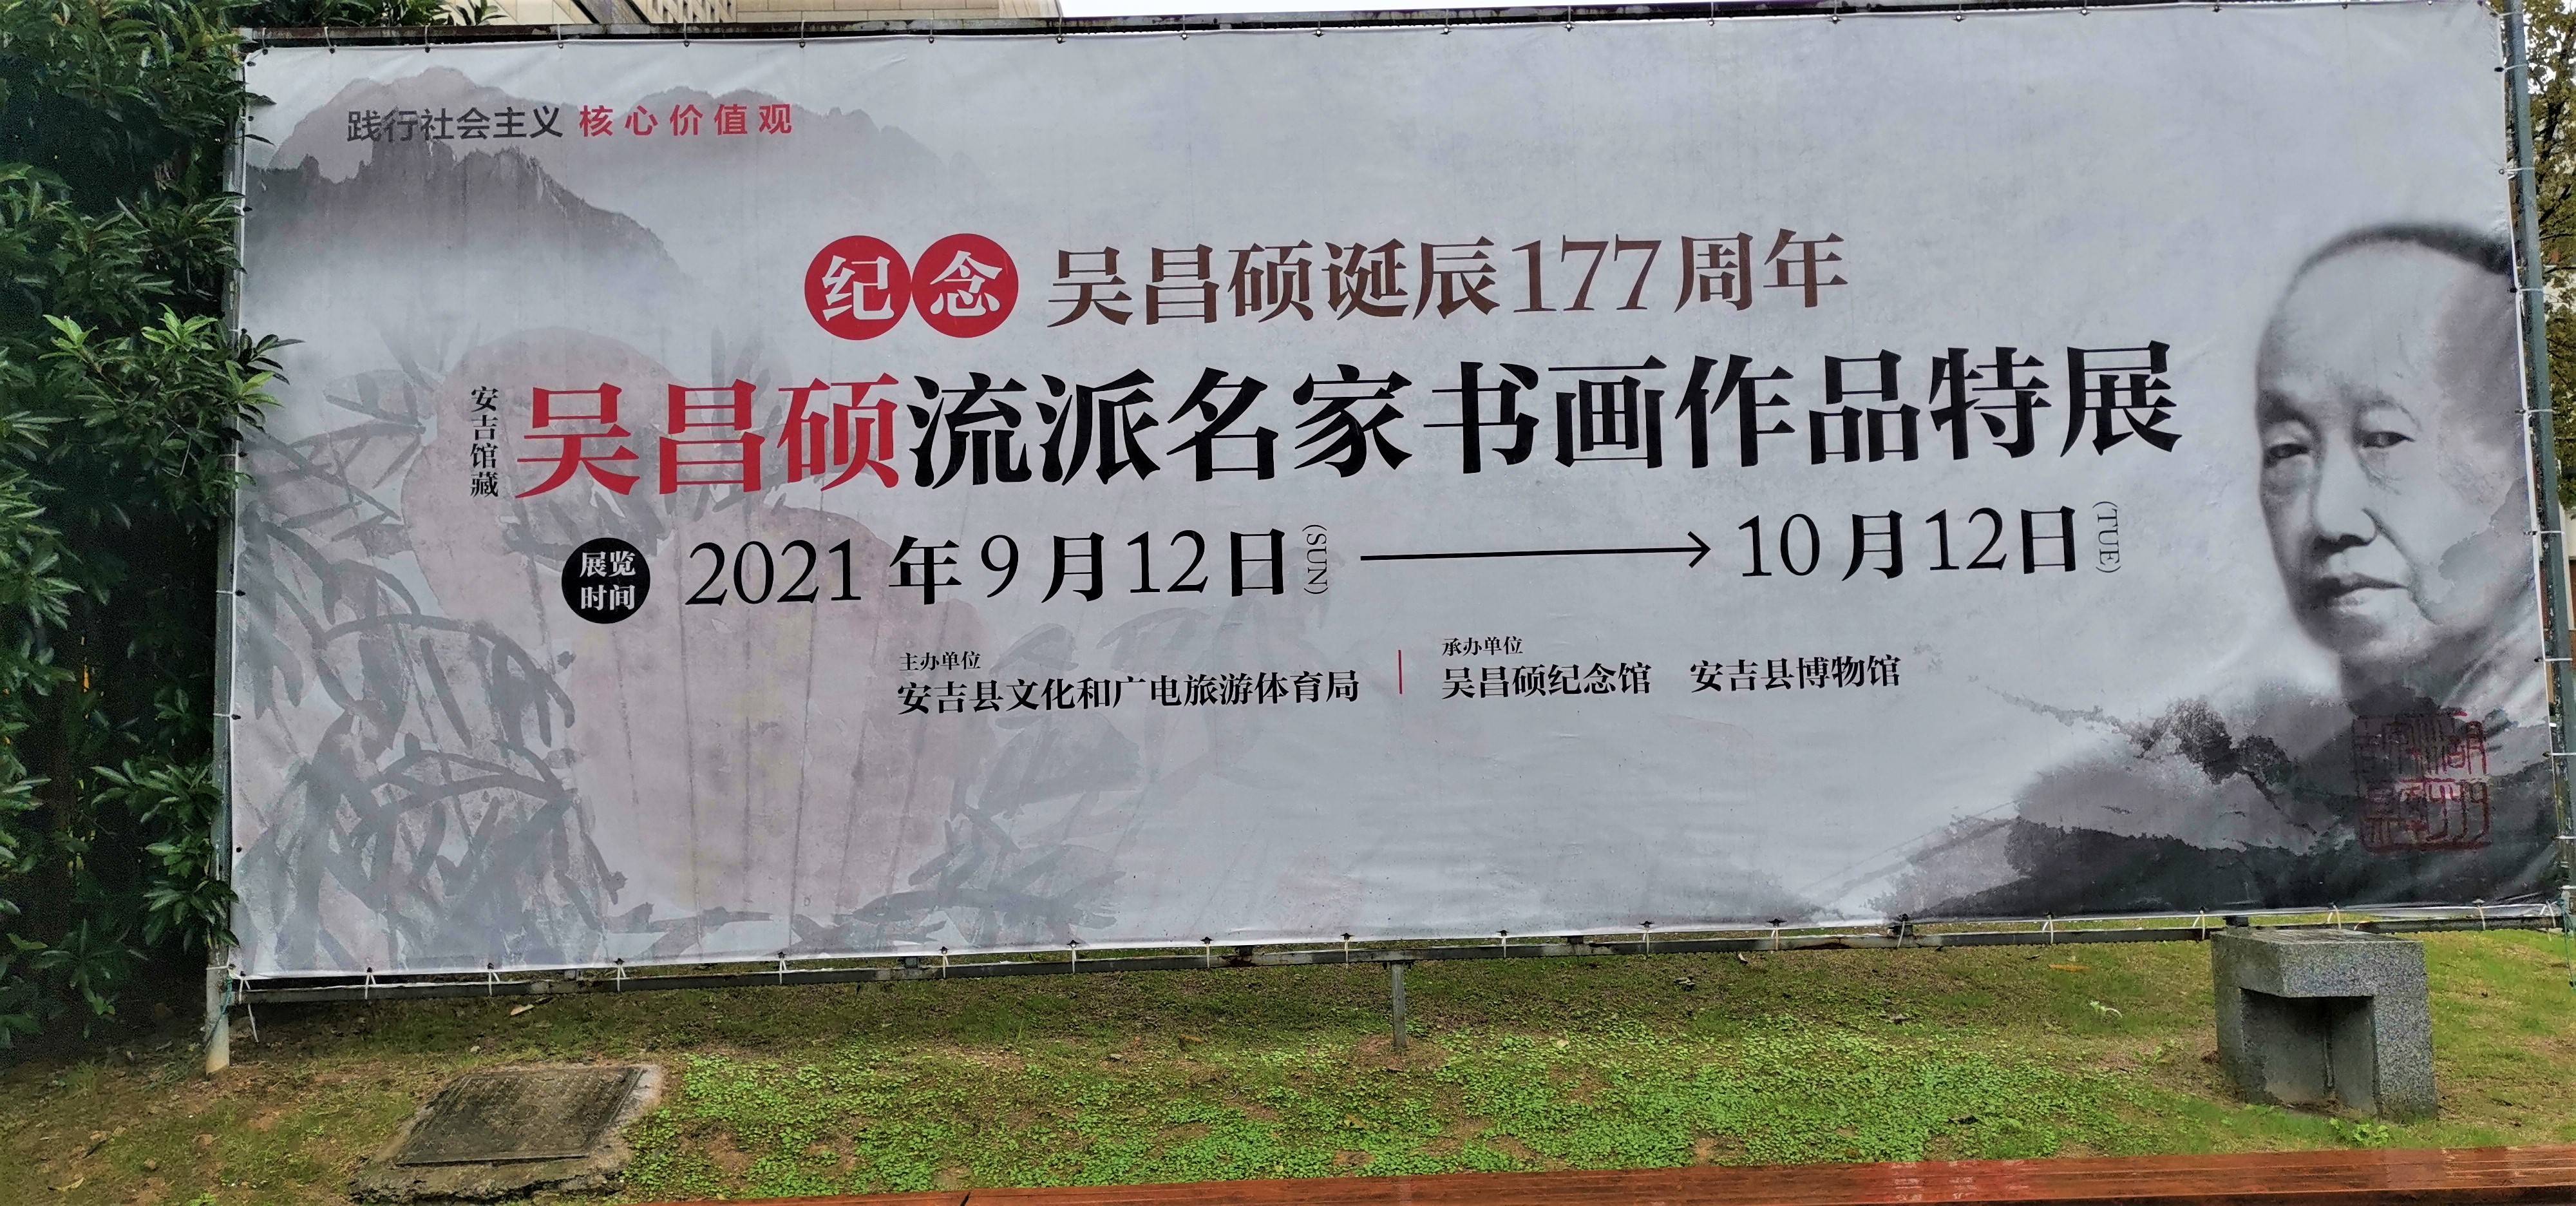 践行社会主义 核心价值观
纪念 吴昌硕诞辰177周年
安吉馆藏
吴昌硕流派名家书画作品特展
展览时间 2021年9月12日(SUN) → 10月12日(TUE)
主办单位
安吉县文化和广电旅游体育局
承办单位
吴昌硕纪念馆 安吉县博物馆